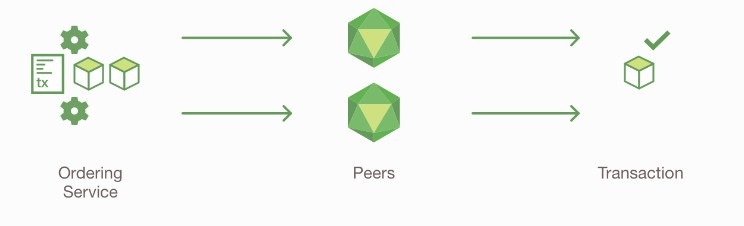 tx
Ordering
Service
Peers
Transaction